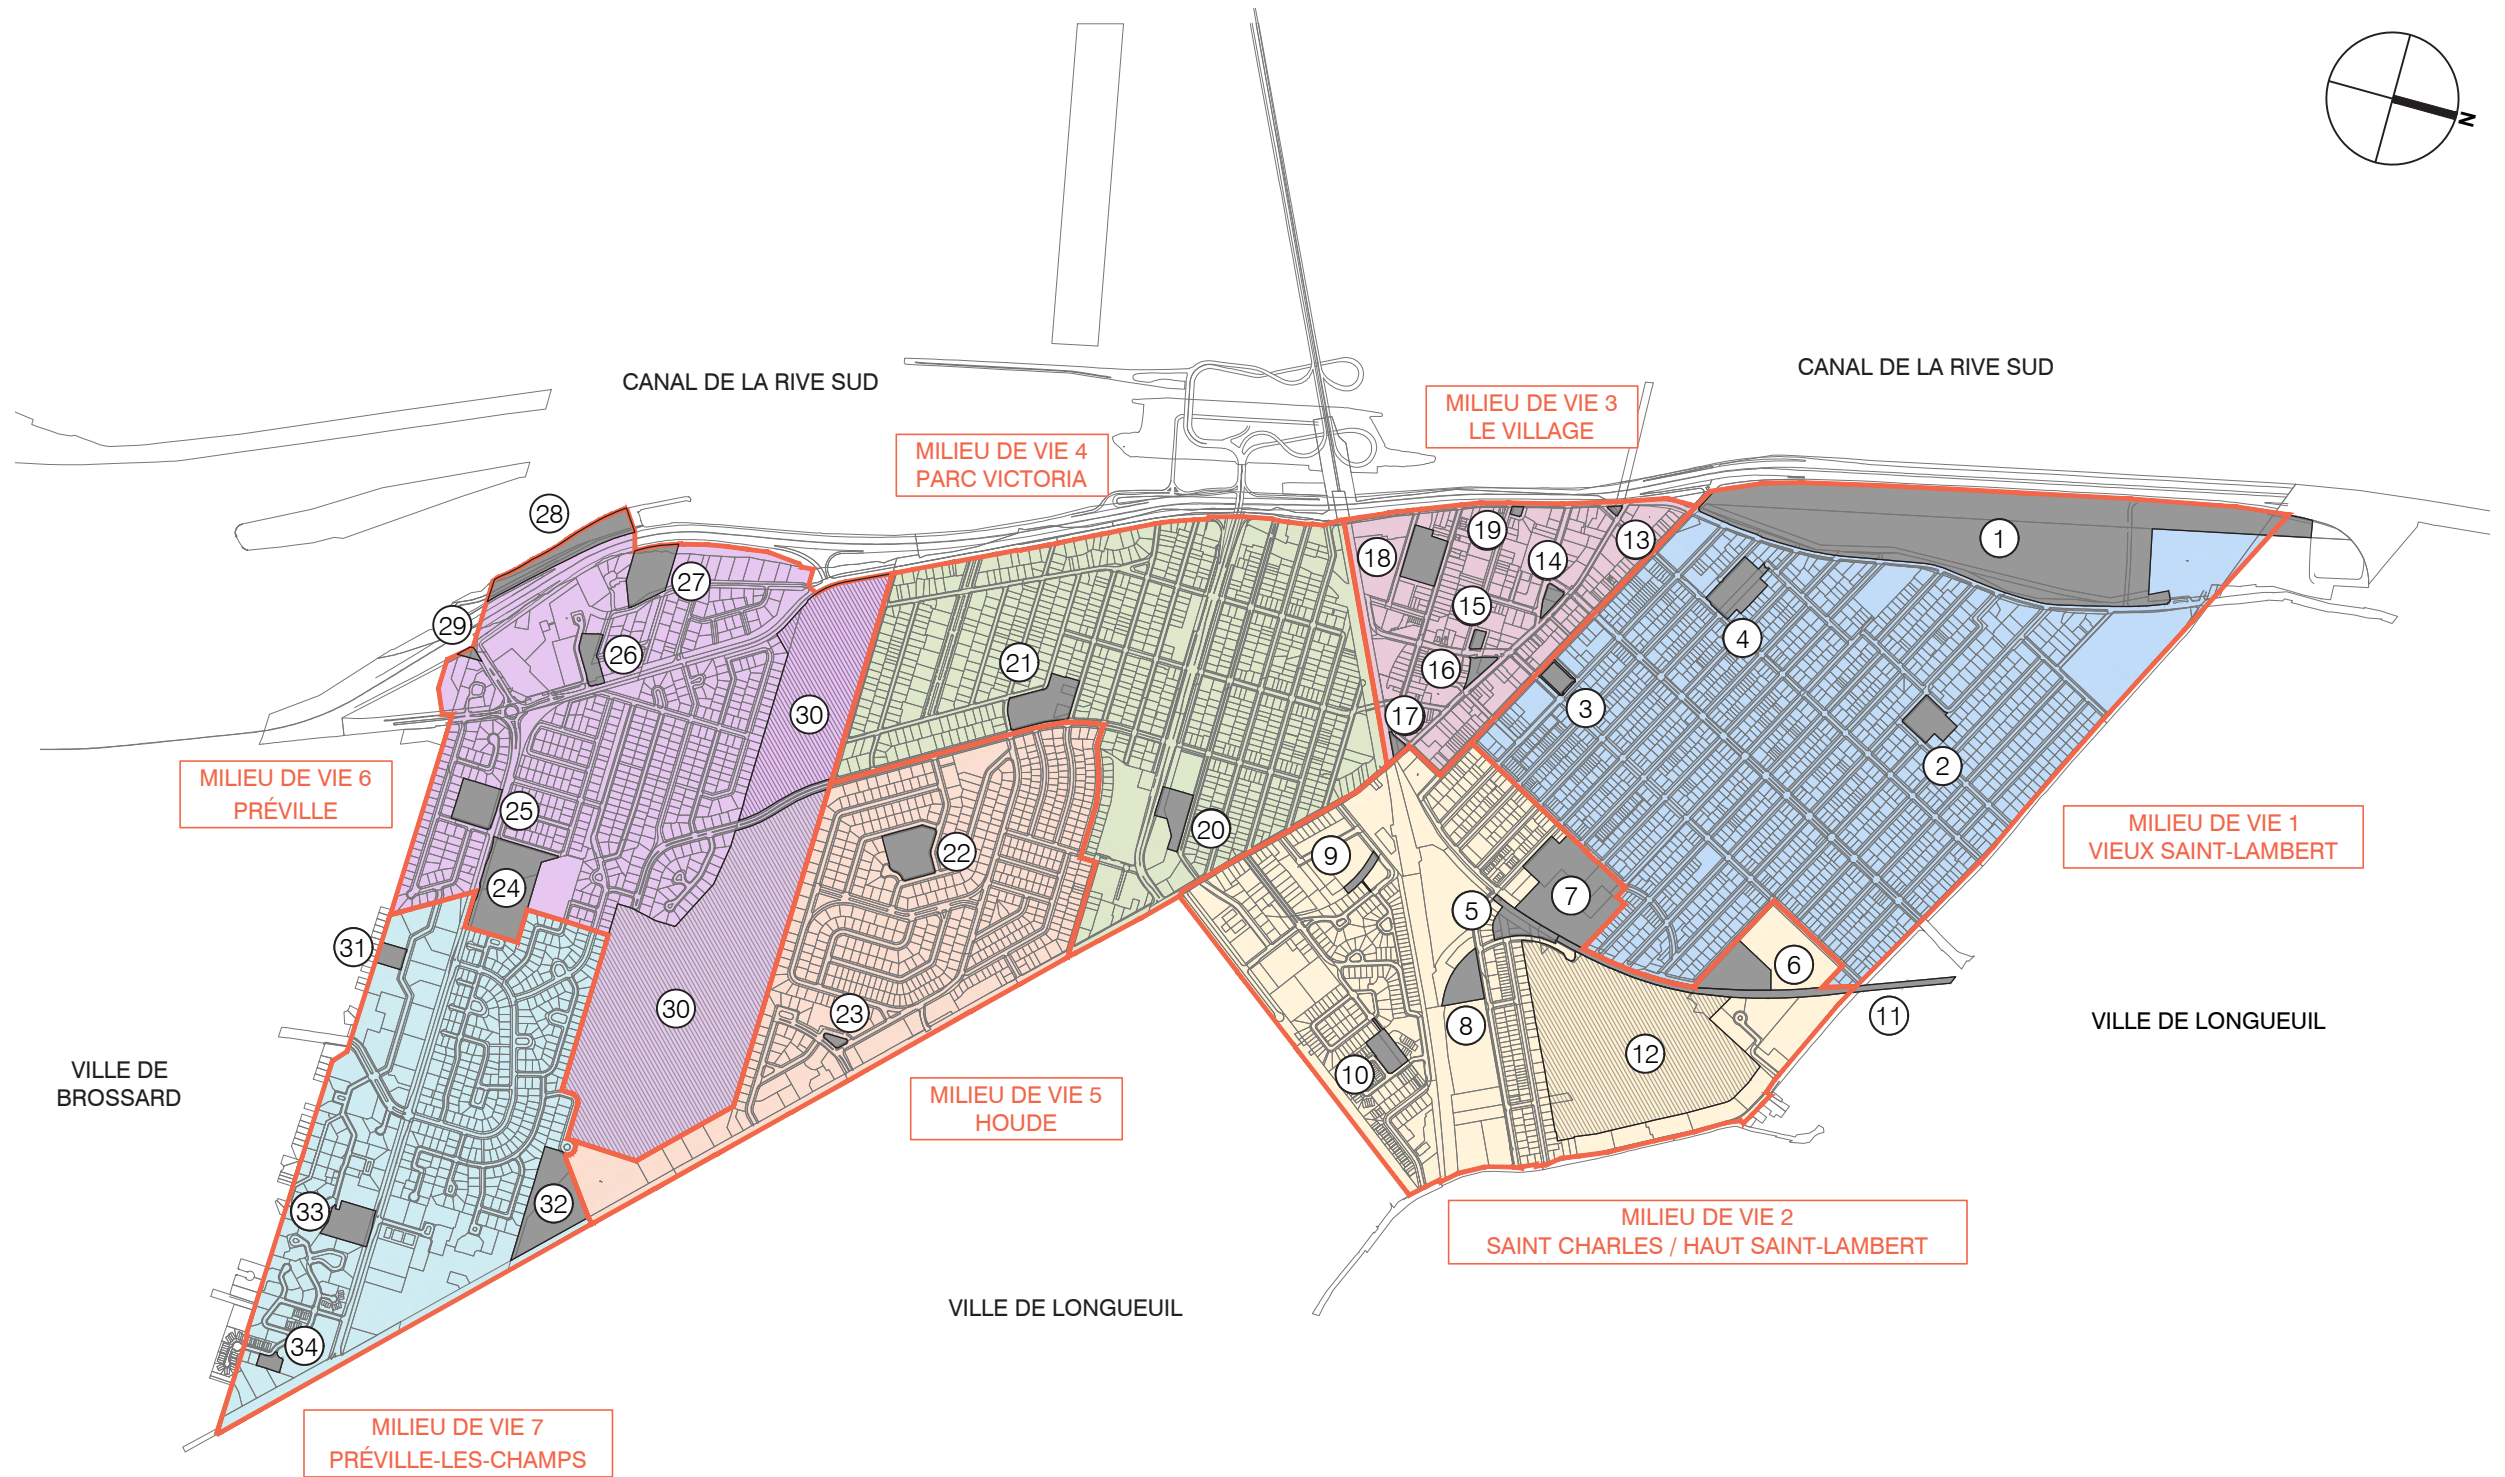 N
CANAL DE LA RIVE SUD
CANAL DE LA RIVE SUD
MILIEU DE VIE 3
LE VILLAGE
MILIEU DE VIE 4
PARC VICTORIA
28
18
19
14
13
1
27
29
26
15
4
21
16
30
3
17
2
MILIEU DE VIE 6
PRÉVILLE
25
20
MILIEU DE VIE 1
VIEUX SAINT-LAMBERT
22
9
24
7
5
31
6
30
23
8
11
VILLE DE LONGUEUIL
12
VILLE DE
BROSSARD
10
MILIEU DE VIE 5
HOUDE
33
32
MILIEU DE VIE 2
SAINT CHARLES / HAUT SAINT-LAMBERT
VILLE DE LONGUEUIL
34
MILIEU DE VIE 7
PRÉVILLE-LES-CHAMPS